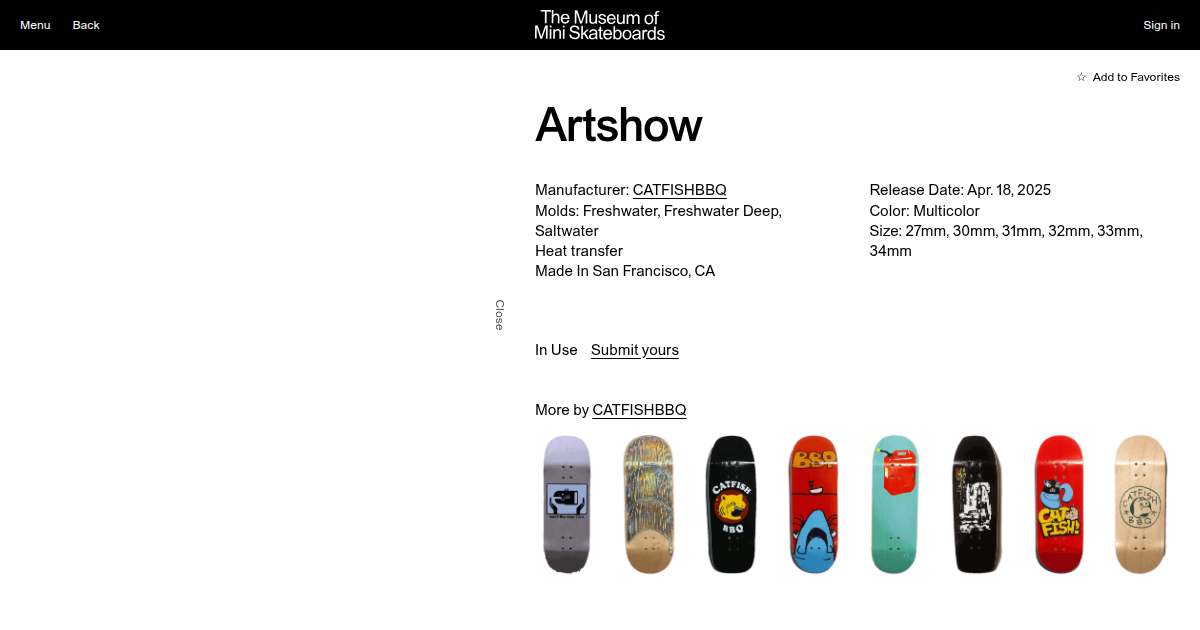 Menu
Back
The Museum of
Mini Skateboards
Sign in
☆ Add to Favorites
Artshow
Manufacturer: CATFISHBBQ
Molds: Freshwater, Freshwater Deep,
Saltwater
Heat transfer
Made In San Francisco, CA
Release Date: Apr. 18, 2025
Color: Multicolor
Size: 27mm, 30mm, 31mm, 32mm, 33mm,
34mm
Close
In Use
Submit yours
More by CATFISHBBQ
CATFISH
BBQ
BBQ
CAT
FISH!
CATFISH
BBQ